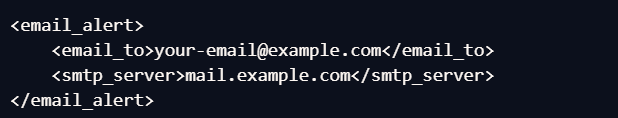 <email_alert>
    <email_to>your-email@example.com</email_to>
    <smtp_server>mail.example.com</smtp_server>
</email_alert>